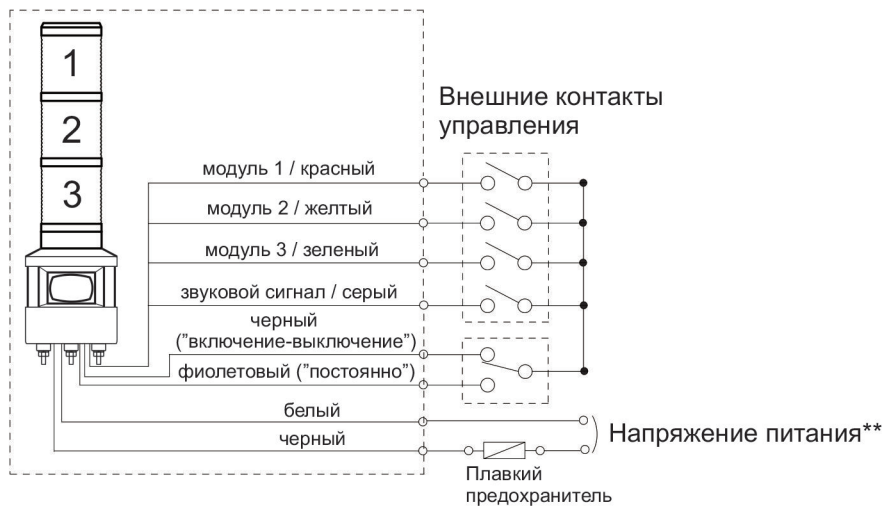 1
2
3
Внешние контакты
управления
модуль 1 / красный
модуль 2 / желтый
модуль 3 / зеленый
звуковой сигнал / серый
черный
("включение-выключение")
фиолетовый ("постоянно")
белый
черный
Напряжение питания**
Плавкий
предохранитель